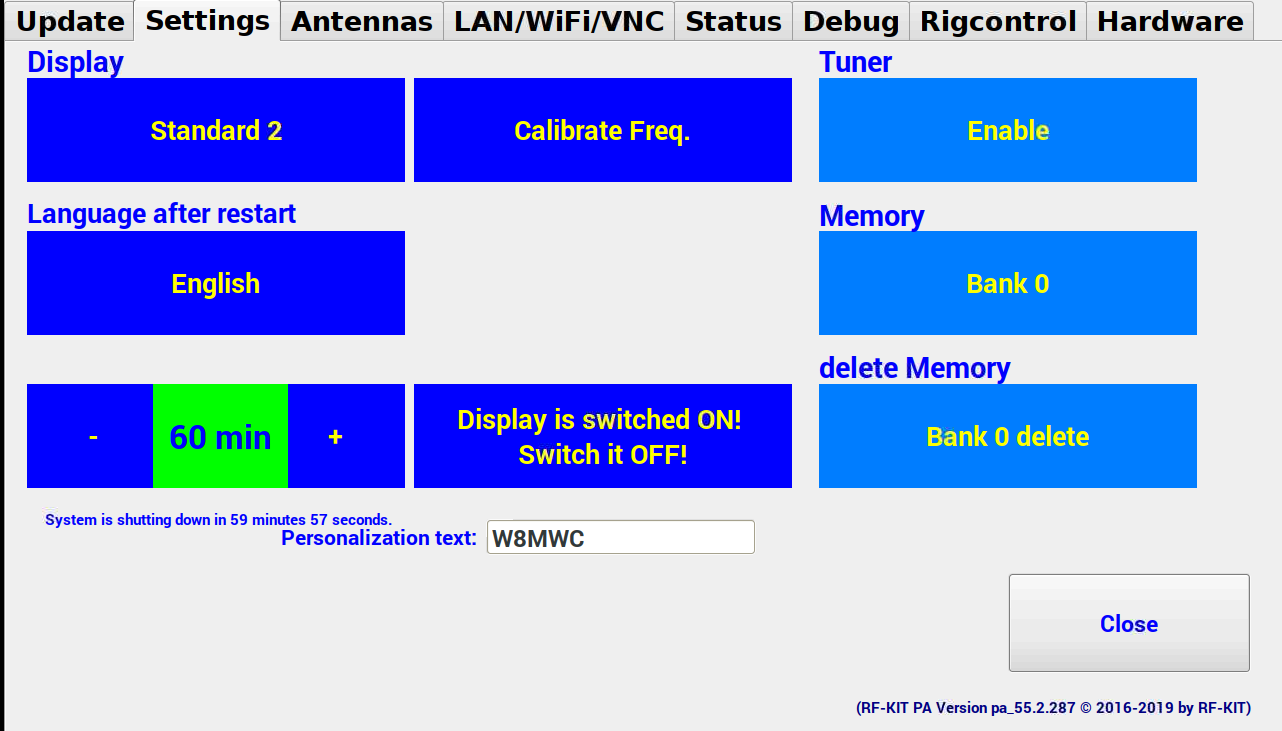 Update Settings Antennas LAN/WiFi/VNC Status Debug Rigcontrol Hardware
Display
Tuner
Standard 2
Calibrate Freq.
Enable
Language after restart
Memory
English
Bank 0
delete Memory
- 60 min +
Display is switched ON!
Switch it OFF!
Bank 0 delete
System is shutting down in 59 minutes 57 seconds.
Personalization text: W8MWC
Close
(RF-KIT PA Version pa_55.2.287 © 2016-2019 by RF-KIT)